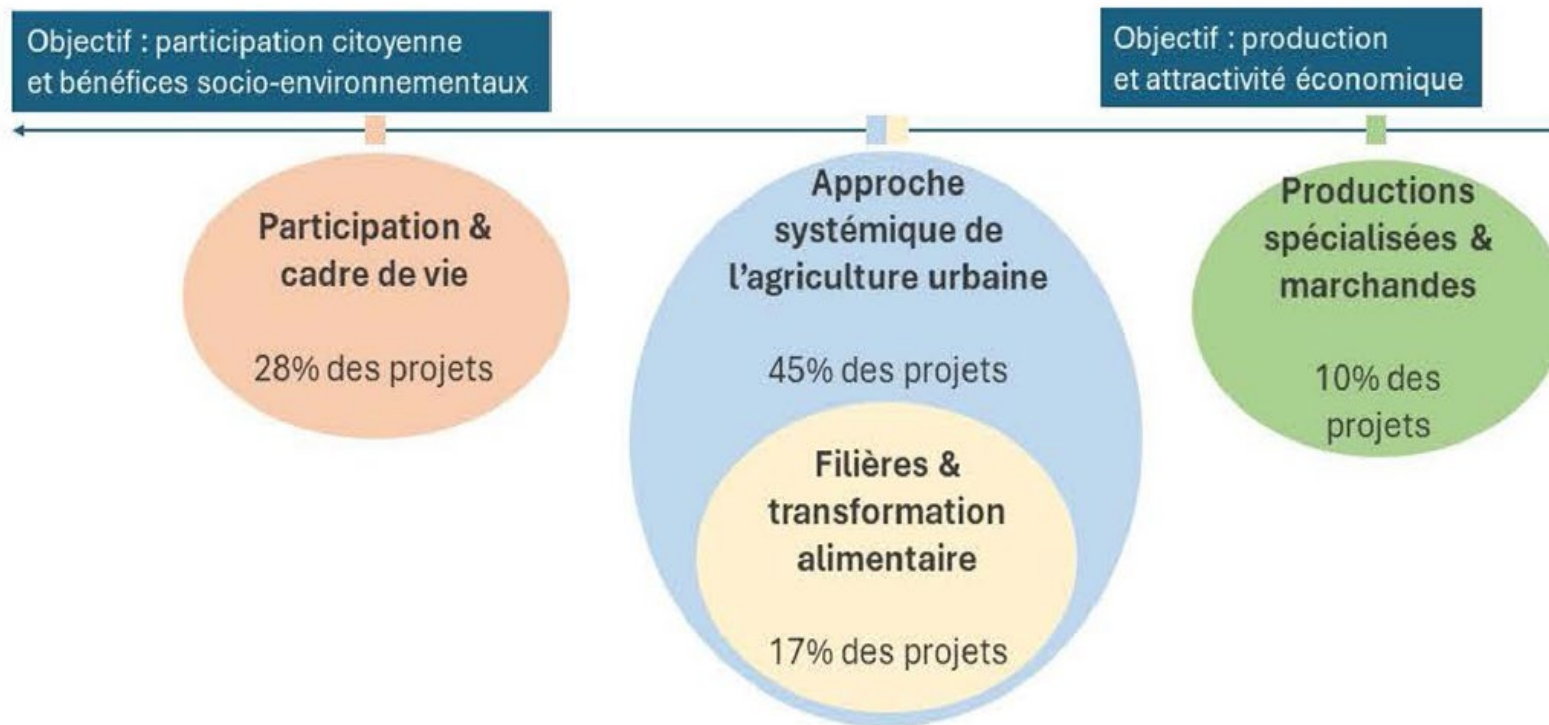 Objectif : participation citoyenne
et bénéfices socio-environnementaux
Objectif : production
et attractivité économique
Participation &
cadre de vie
28% des projets
Approche
systémique de
l'agriculture urbaine
45% des projets
Filières &
transformation
alimentaire
17% des projets
Productions
spécialisées &
marchandes
10% des
projets